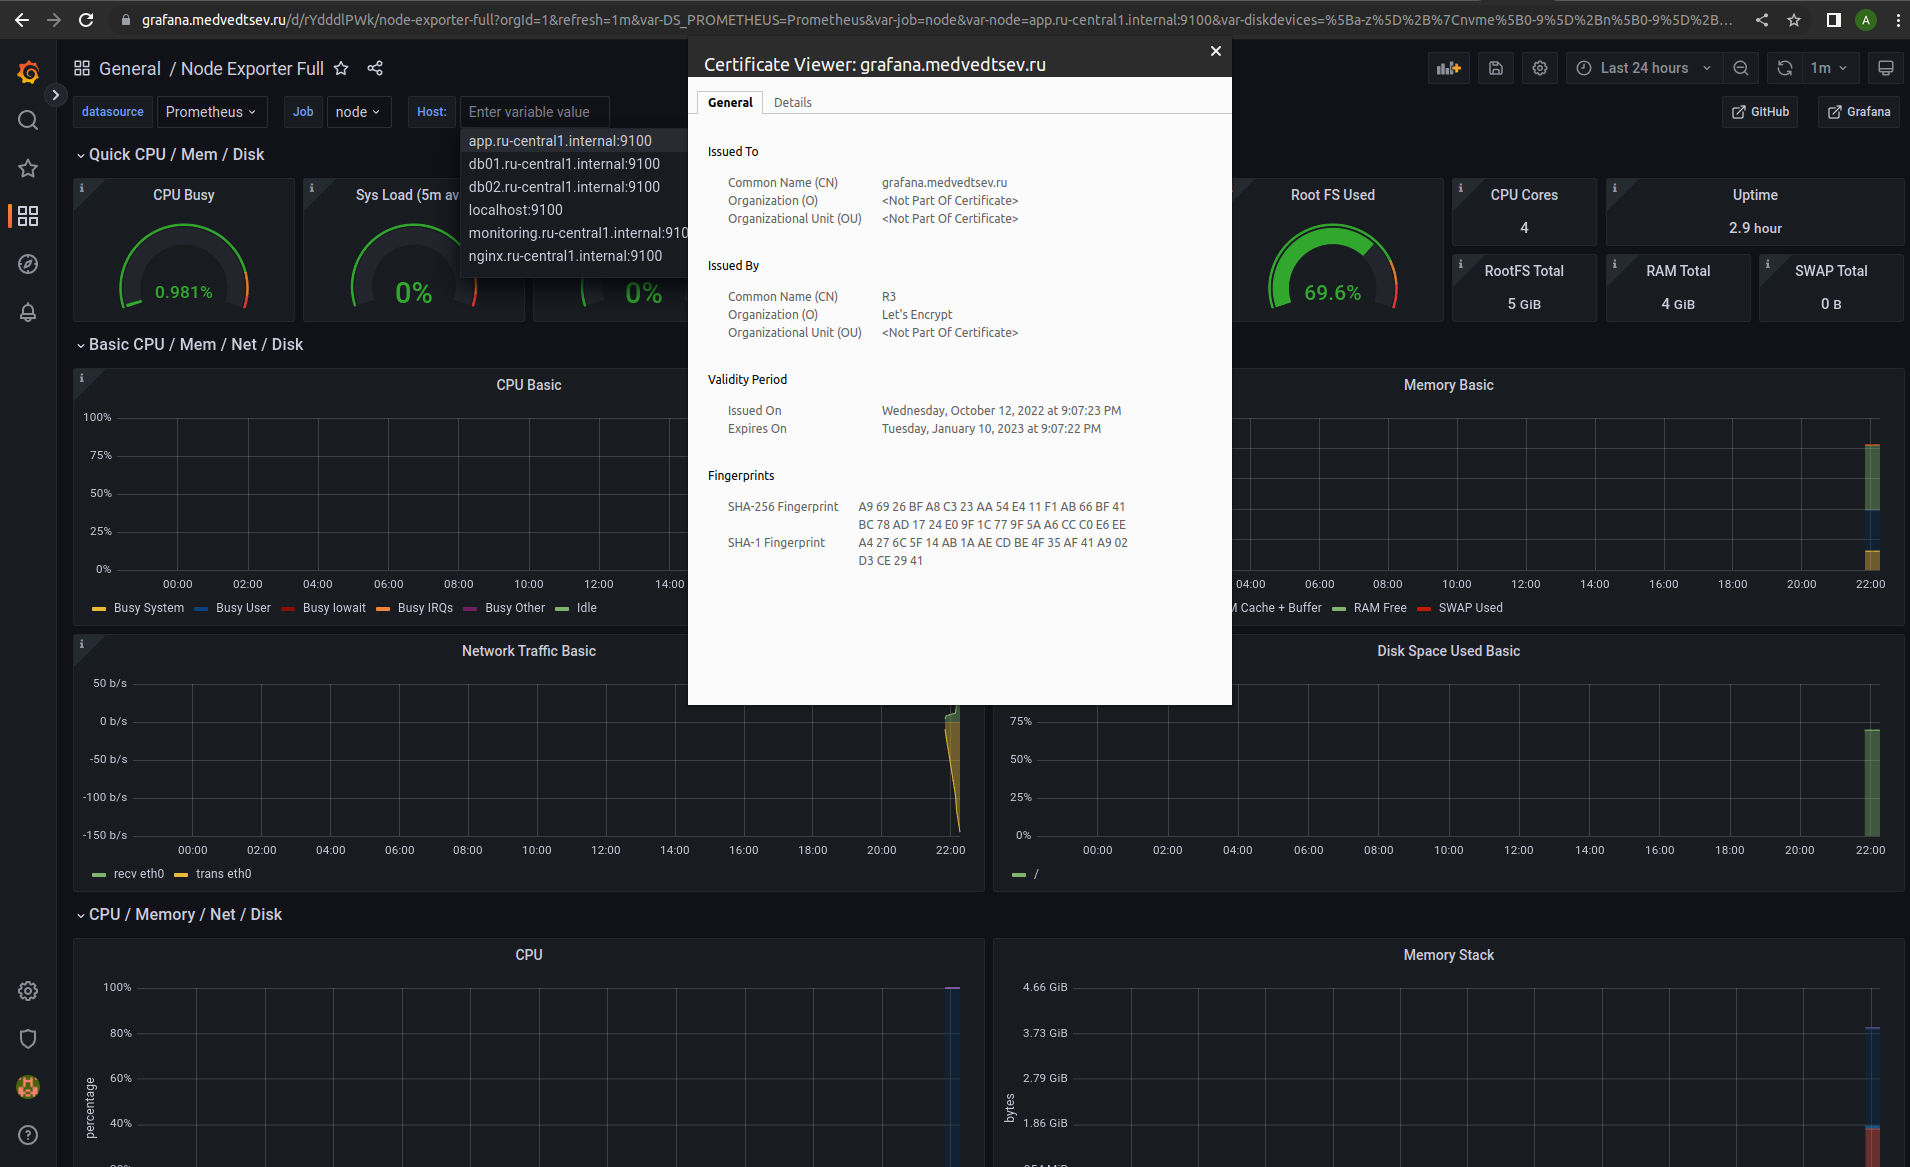 grafana.medvedtsev.ru/d/rYdddlPWk/node-exporter-full?orgId=1&refresh=1m&var-DS_PROMETHEUS=Prometheus&var-job=node&var-node=app.ru-central1.internal:9100&var-diskdevices=%5Ba-z%5D%2B%7Cnvme%5B0-9%5D%2Bn%5B0-9%5D%2B...
A
Certificate Viewer: grafana.medvedtsev.ru
General / Node Exporter Full
Last 24 hours
1m
General
Details
datasource
Prometheus
Job
node
Host:
Enter variable value
GitHub
Grafana
app.ru-central1.internal:9100
db01.ru-central1.internal:9100
db02.ru-central1.internal:9100
localhost:9100
monitoring.ru-central1.internal:910
nginx.ru-central1.internal:9100
Quick CPU / Mem / Disk
CPU Busy
0.981%
Sys Load (5m av
0%
0%
Root FS Used
69.6%
CPU Cores
4
Uptime
2.9 hour
RootFS Total
5 GiB
RAM Total
4 GiB
SWAP Total
0 B
Issued To
Common Name (CN) grafana.medvedtsev.ru
Organization (O) <Not Part Of Certificate>
Organizational Unit (OU) <Not Part Of Certificate>
Issued By
Common Name (CN) R3
Organization (O) Let's Encrypt
Organizational Unit (OU) <Not Part Of Certificate>
Validity Period
Issued On Wednesday, October 12, 2022 at 9:07:23 PM
Expires On Tuesday, January 10, 2023 at 9:07:22 PM
Fingerprints
SHA-256 Fingerprint A9 69 26 BF A8 C3 23 AA 54 E4 11 F1 AB 66 BF 41
BC 78 AD 17 24 E0 9F 1C 77 9F 5A A6 CC C0 E6 EE
SHA-1 Fingerprint A4 27 6C 5F 14 AB 1A AE CD BE 4F 35 AF 41 A9 02
D3 CE 29 41
Basic CPU / Mem / Net / Disk
CPU Basic
100%
75%
50%
25%
0%
00:00 02:00 04:00 06:00 08:00 10:00 12:00 14:00
Busy System Busy User Busy Iowait Busy IRQs Busy Other Idle
Memory Basic
04:00 06:00 08:00 10:00 12:00 14:00 16:00 18:00 20:00 22:00
M Cache + Buffer RAM Free SWAP Used
Network Traffic Basic
50 b/s
0 b/s
-50 b/s
-100 b/s
-150 b/s
00:00 02:00 04:00 06:00 08:00 10:00 12:00 14:00 16:00 18:00 20:00 22:00
recv eth0 trans eth0
Disk Space Used Basic
75%
50%
25%
0%
00:00 02:00 04:00 06:00 08:00 10:00 12:00 14:00 16:00 18:00 20:00 22:00
/
CPU / Memory / Net / Disk
CPU
100%
80%
60%
40%
percentage
Memory Stack
4.66 GiB
3.73 GiB
2.79 GiB
1.86 GiB
bytes